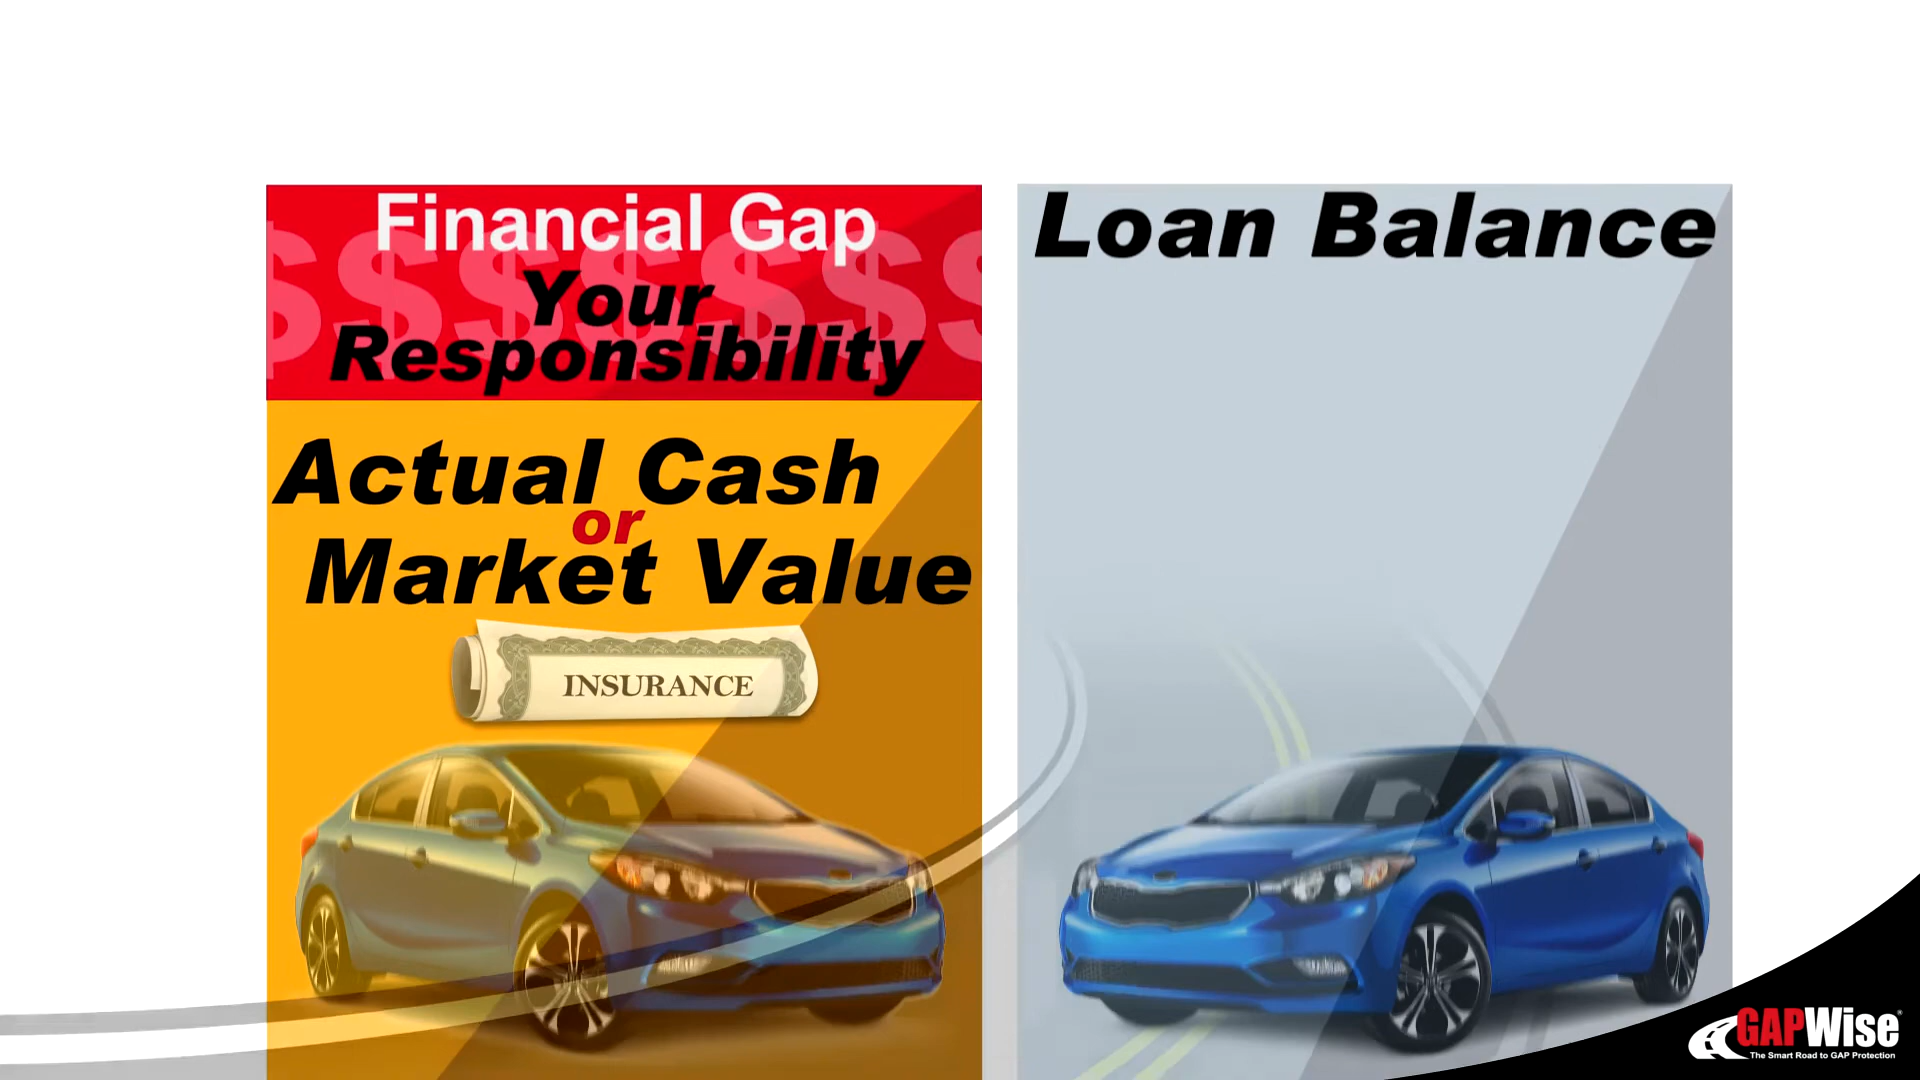 Financial Gap
Your
Responsibility
Actual Cash
or
Market Value
INSURANCE
Loan Balance
GAPWise®
The Smart Road to GAP Protection